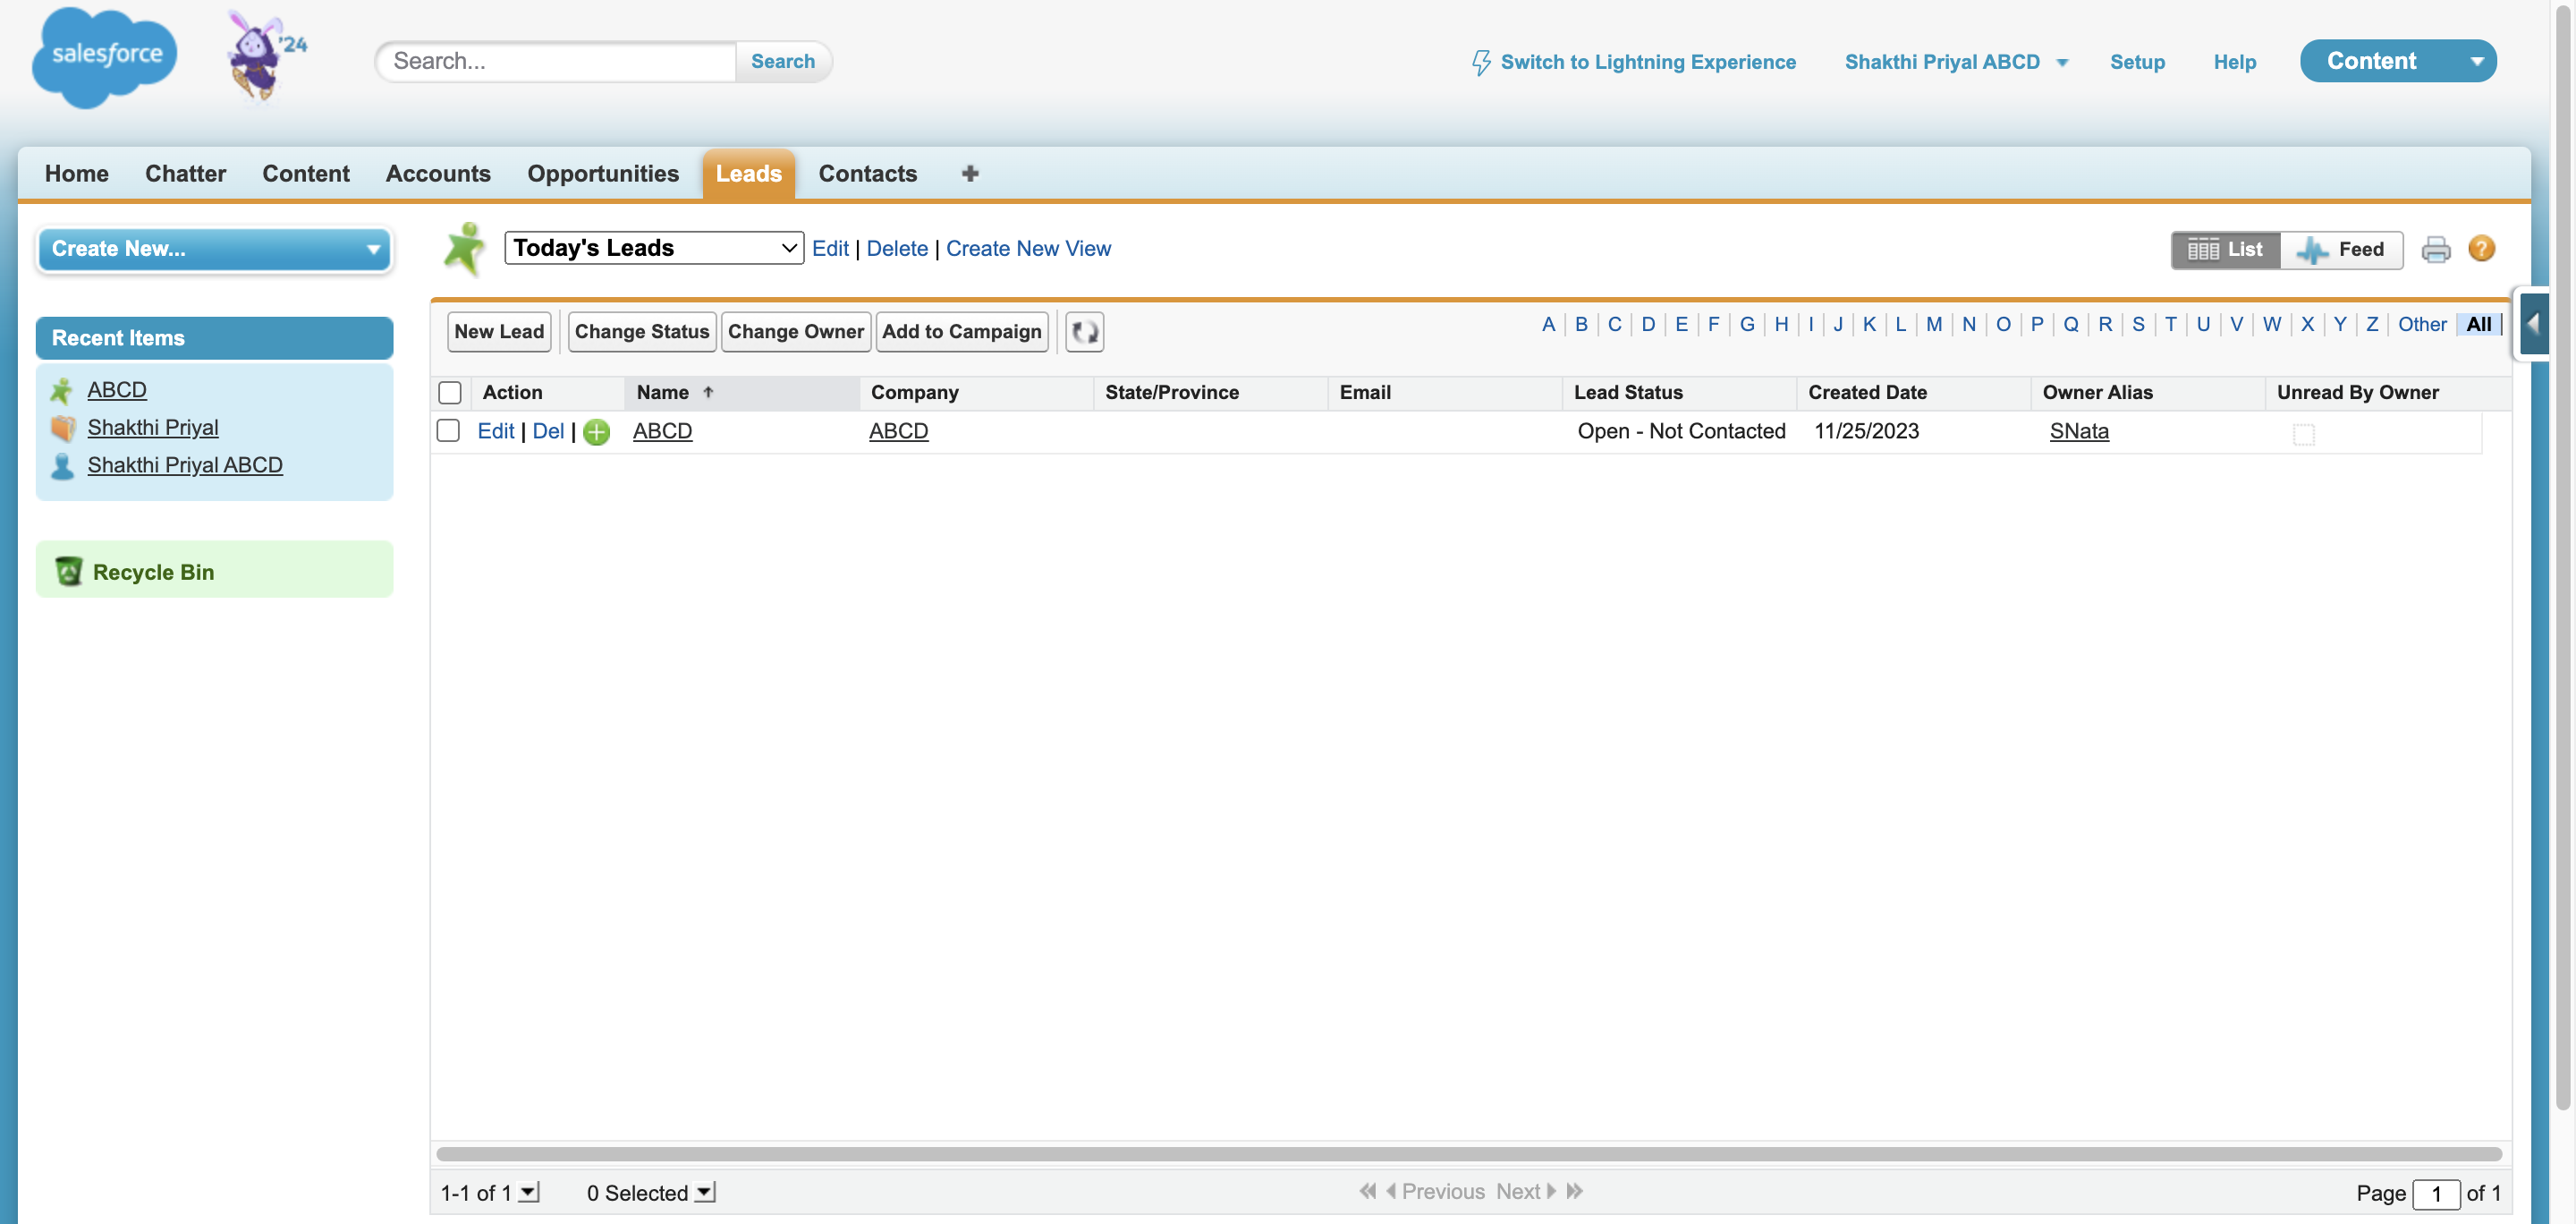 salesforce
'24
Search...
Search
Switch to Lightning Experience
Shakthi Priyal ABCD
Setup
Help
Content
Home
Chatter
Content
Accounts
Opportunities
Leads
Contacts
Create New...
Today's Leads
Edit | Delete | Create New View
List
Feed
Recent Items
ABCD
Shakthi Priyal
Shakthi Priyal ABCD
Recycle Bin
New Lead
Change Status
Change Owner
Add to Campaign
A | B | C | D | E | F | G | H | I | J | K | L | M | N | O | P | Q | R | S | T | U | V | W | X | Y | Z | Other | All |
Action
Name
Company
State/Province
Email
Lead Status
Created Date
Owner Alias
Unread By Owner
Edit | Del |
ABCD
ABCD
Open - Not Contacted
11/25/2023
SNata
1-1 of 1
0 Selected
Previous
Next
Page 1 of 1